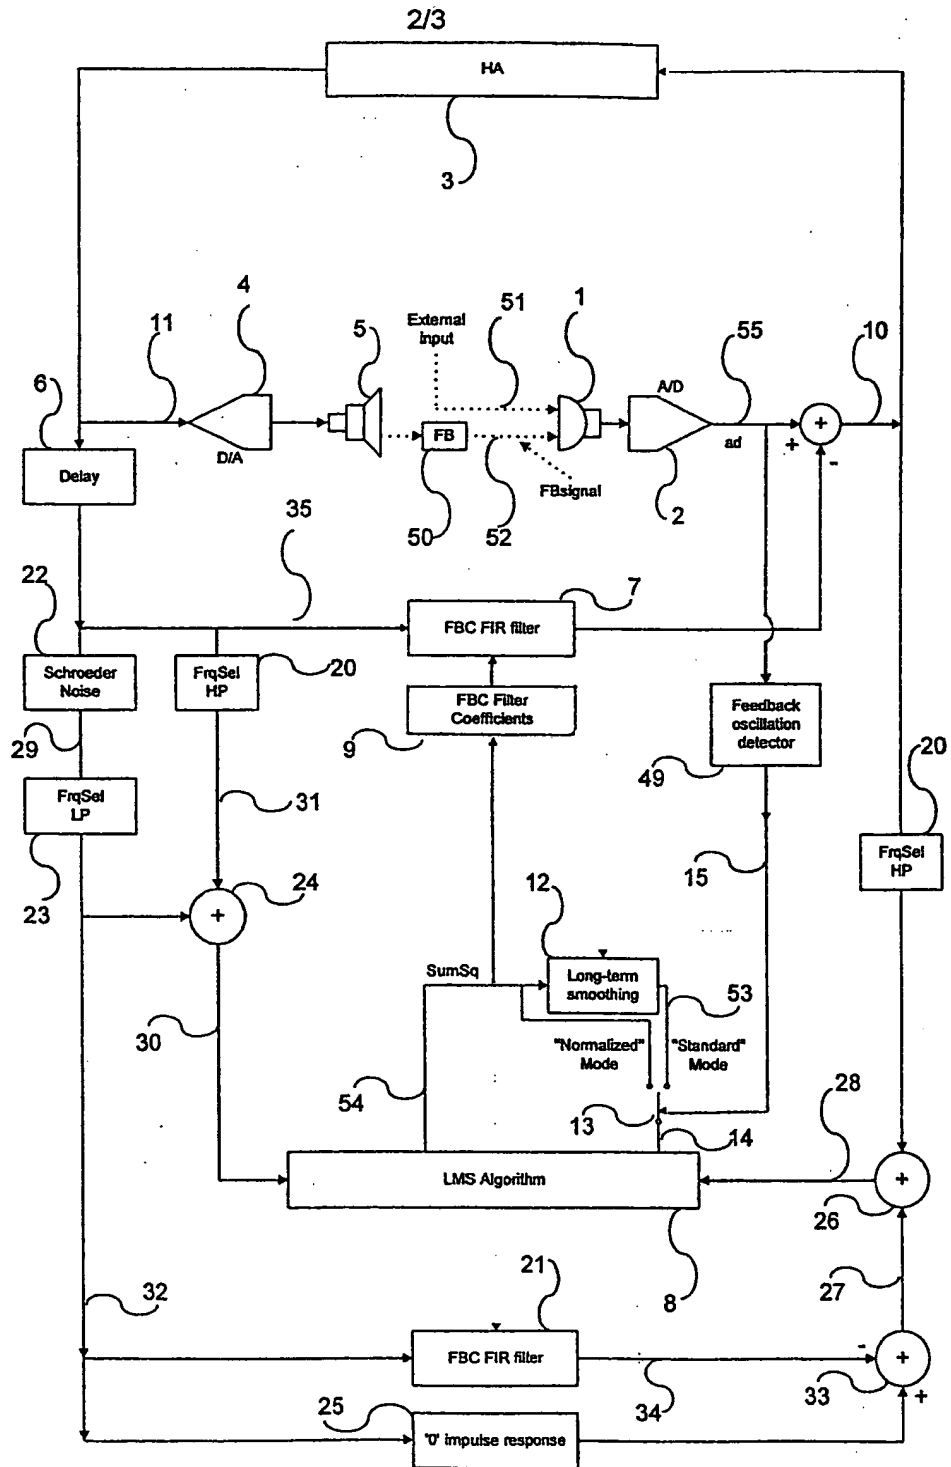 2/3
HA
3
4
11
5
External
Input
51
1
55
10
6
A/D
D/A
FB
ad
+
+
-
Delay
FBsignal
50
52
2
35
22
7
FBC FIR filter
Schroeder
Noise
FrqSel
HP
20
FBC Filter
Coefficients
Feedback
oscillation
detector
29
9
49
20
FrqSel
LP
31
15
FrqSel
HP
23
24
+
12
SumSq
Long-term
smoothing
53
30
"Normalized"
Mode
"Standard"
Mode
54
28
13
14
LMS Algorithm
+
26
21
8
27
32
FBC FIR filter
-
+
33
34
+
25
'0' impulse response